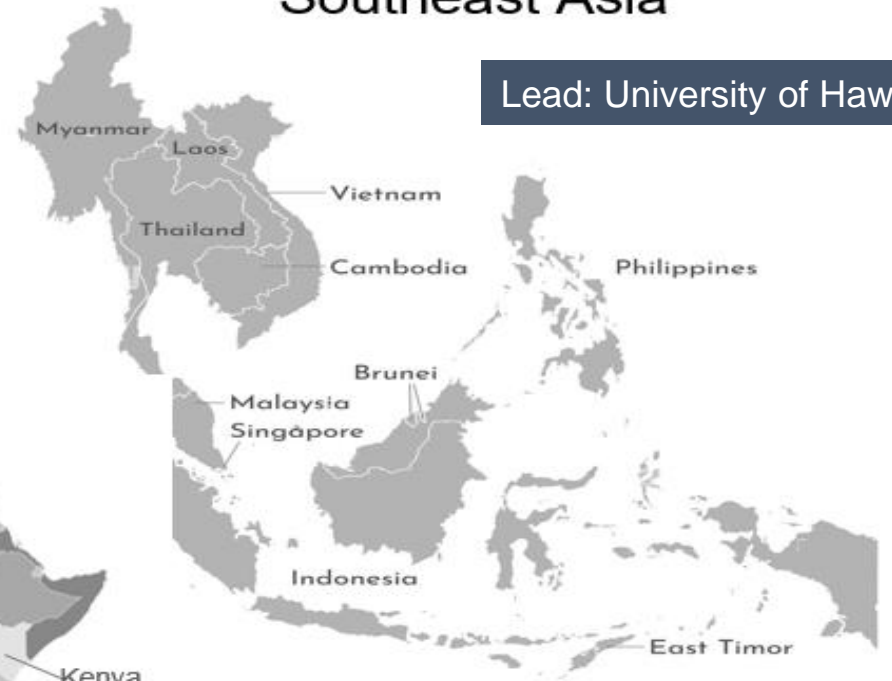 Southeast Asia
Lead: University of Haw
Myanmar
Laos
Vietnam
Thailand
Cambodia
Philippines
Brunei
Malaysia
Singapore
Indonesia
East Timor
Kenya